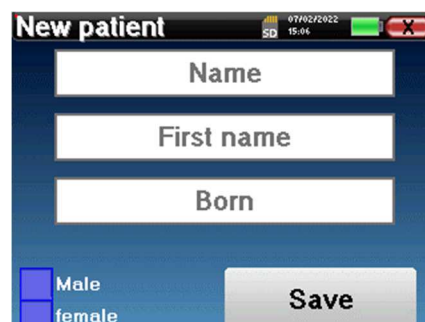 New patient
SD
07/02/2022
15:06
X
Name
First name
Born
Male
female
Save